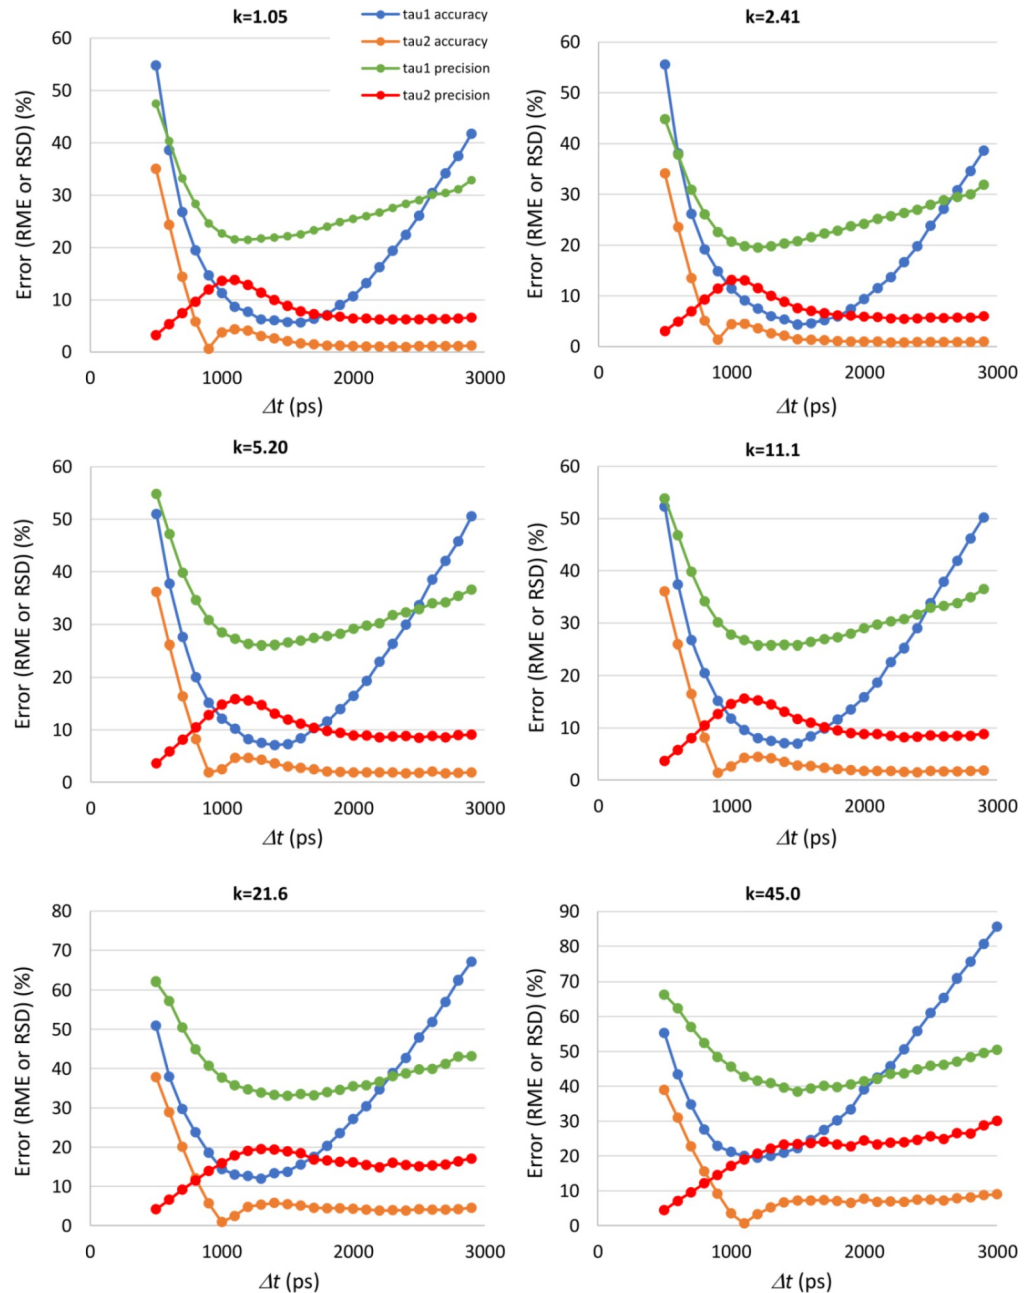 k=1.05
tau1 accuracy
tau2 accuracy
tau1 precision
tau2 precision
Error (RME or RSD) (%)
60
50
40
30
20
10
0
0 1000 2000 3000
Δt (ps)
k=2.41
Error (RME or RSD) (%)
60
50
40
30
20
10
0
0 1000 2000 3000
Δt (ps)
k=5.20
Error (RME or RSD) (%)
60
50
40
30
20
10
0
0 1000 2000 3000
Δt (ps)
k=11.1
Error (RME or RSD) (%)
60
50
40
30
20
10
0
0 1000 2000 3000
Δt (ps)
k=21.6
Error (RME or RSD) (%)
80
70
60
50
40
30
20
10
0
0 1000 2000 3000
Δt (ps)
k=45.0
Error (RME or RSD) (%)
90
80
70
60
50
40
30
20
10
0
0 1000 2000 3000
Δt (ps)